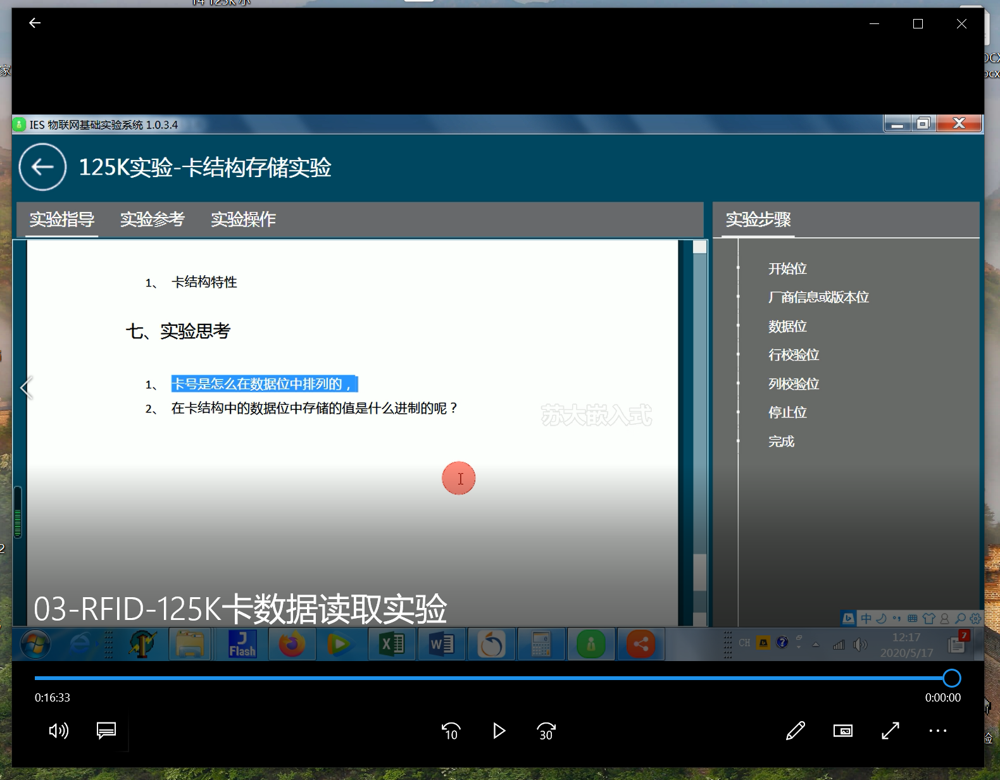 IES 物联网基础实验系统 1.0.3.4
125K实验-卡结构存储实验
实验指导 实验参考 实验操作
1、 卡结构特性
七、实验思考
1、 卡号是怎么在数据位中排列的，
2、 在卡结构中的数据位中存储的值是什么进制的呢？
苏大嵌入式
实验步骤
开始位
厂商信息或版本位
数据位
行校验位
列校验位
停止位
完成
03-RFID-125K卡数据读取实验
中
J Flash
CH
7
12:17
2020/5/17
0:16:33
0:00:00
10
30